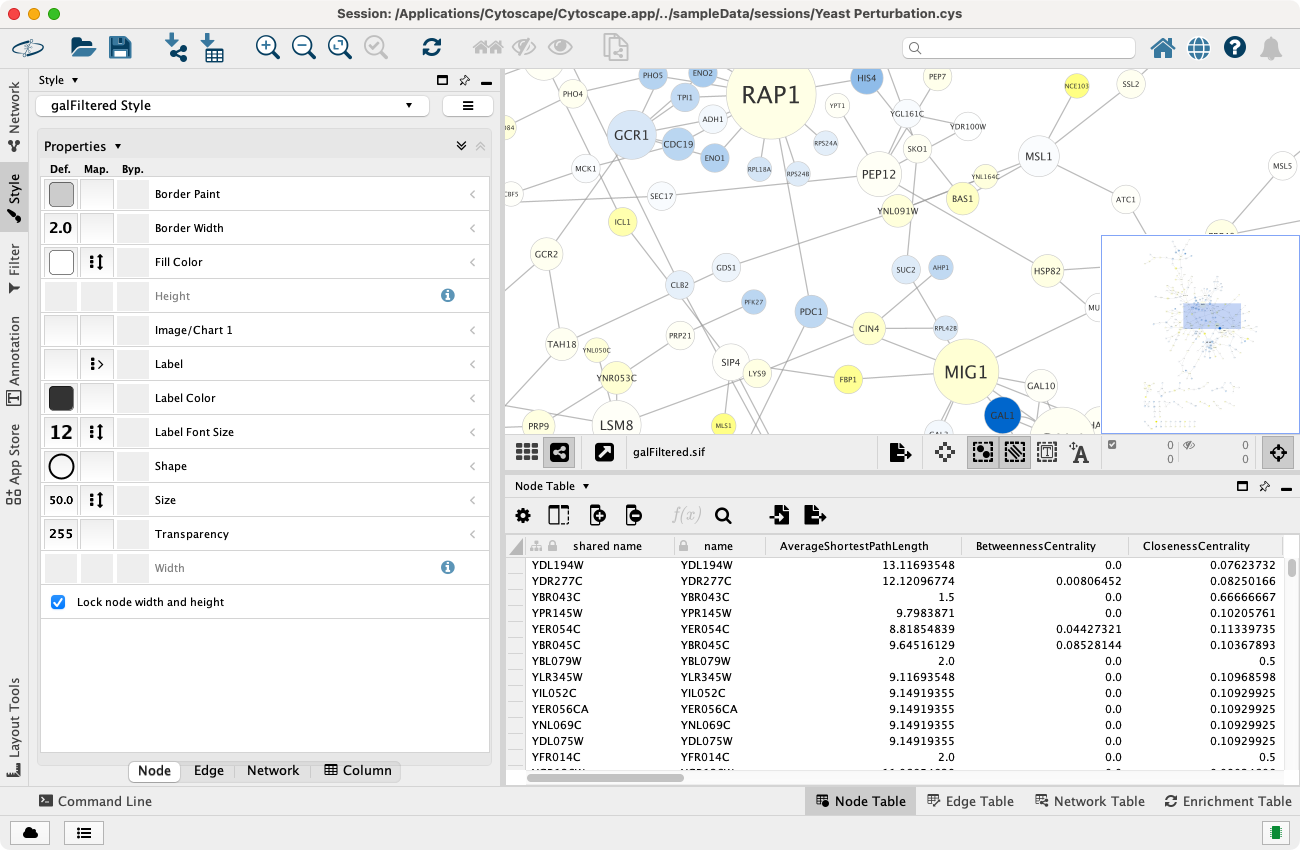 Session: /Applications/Cytoscape/Cytoscape.app/../sampleData/sessions/Yeast Perturbation.cys
Network
Style
Filter
Annotation
App Store
Layout Tools
Style
galFiltered Style
Properties
Def. Map. Byp.
Border Paint
2.0 Border Width
Fill Color
Height
Image/Chart 1
Label
Label Color
12 Label Font Size
Shape
50.0 Size
255 Transparency
Width
Lock node width and height
Node Edge Network Column
PHO5 ENO2 HIS4 PEP7 NCE103 SSL2
PHO4 TPI1 RAP1 YPT1
ADH1 YGL161C YDR100W
GCR1 CDC19 RPS24A SKO1
ENO1 MSL1
MCK1 RPL18A RPS24B PEP12 YNL164C MSL5
CBF5 SEC17 BAS1 ATC1
ICL1 YNL091W
GCR2 GDS1 SUC2 AHP1 HSP82
CLB2
PFK27 PDC1
PRP21 CIN4 RPL42B
TAH18 YNL050C
SIP4 LYS9 MIG1
YNR053C FBP1 GAL10
GAL1
PRP9 LSM8 MLS1
galFiltered.sif
0 0
0 0
Node Table
f(x)
shared name name AverageShortestPathLength BetweennessCentrality ClosenessCentrality
YDL194W YDL194W 13.11693548 0.0 0.07623732
YDR277C YDR277C 12.12096774 0.00806452 0.08250166
YBR043C YBR043C 1.5 0.0 0.66666667
YPR145W YPR145W 9.7983871 0.0 0.10205761
YER054C YER054C 8.81854839 0.04427321 0.11339735
YBR045C YBR045C 9.64516129 0.08528144 0.10367893
YBL079W YBL079W 2.0 0.0 0.5
YLR345W YLR345W 9.11693548 0.0 0.10968598
YIL052C YIL052C 9.14919355 0.0 0.10929925
YER056CA YER056CA 9.14919355 0.0 0.10929925
YNL069C YNL069C 9.14919355 0.0 0.10929925
YDL075W YDL075W 9.14919355 0.0 0.10929925
YFR014C YFR014C 2.0 0.0 0.5
Command Line
Node Table Edge Table Network Table Enrichment Table